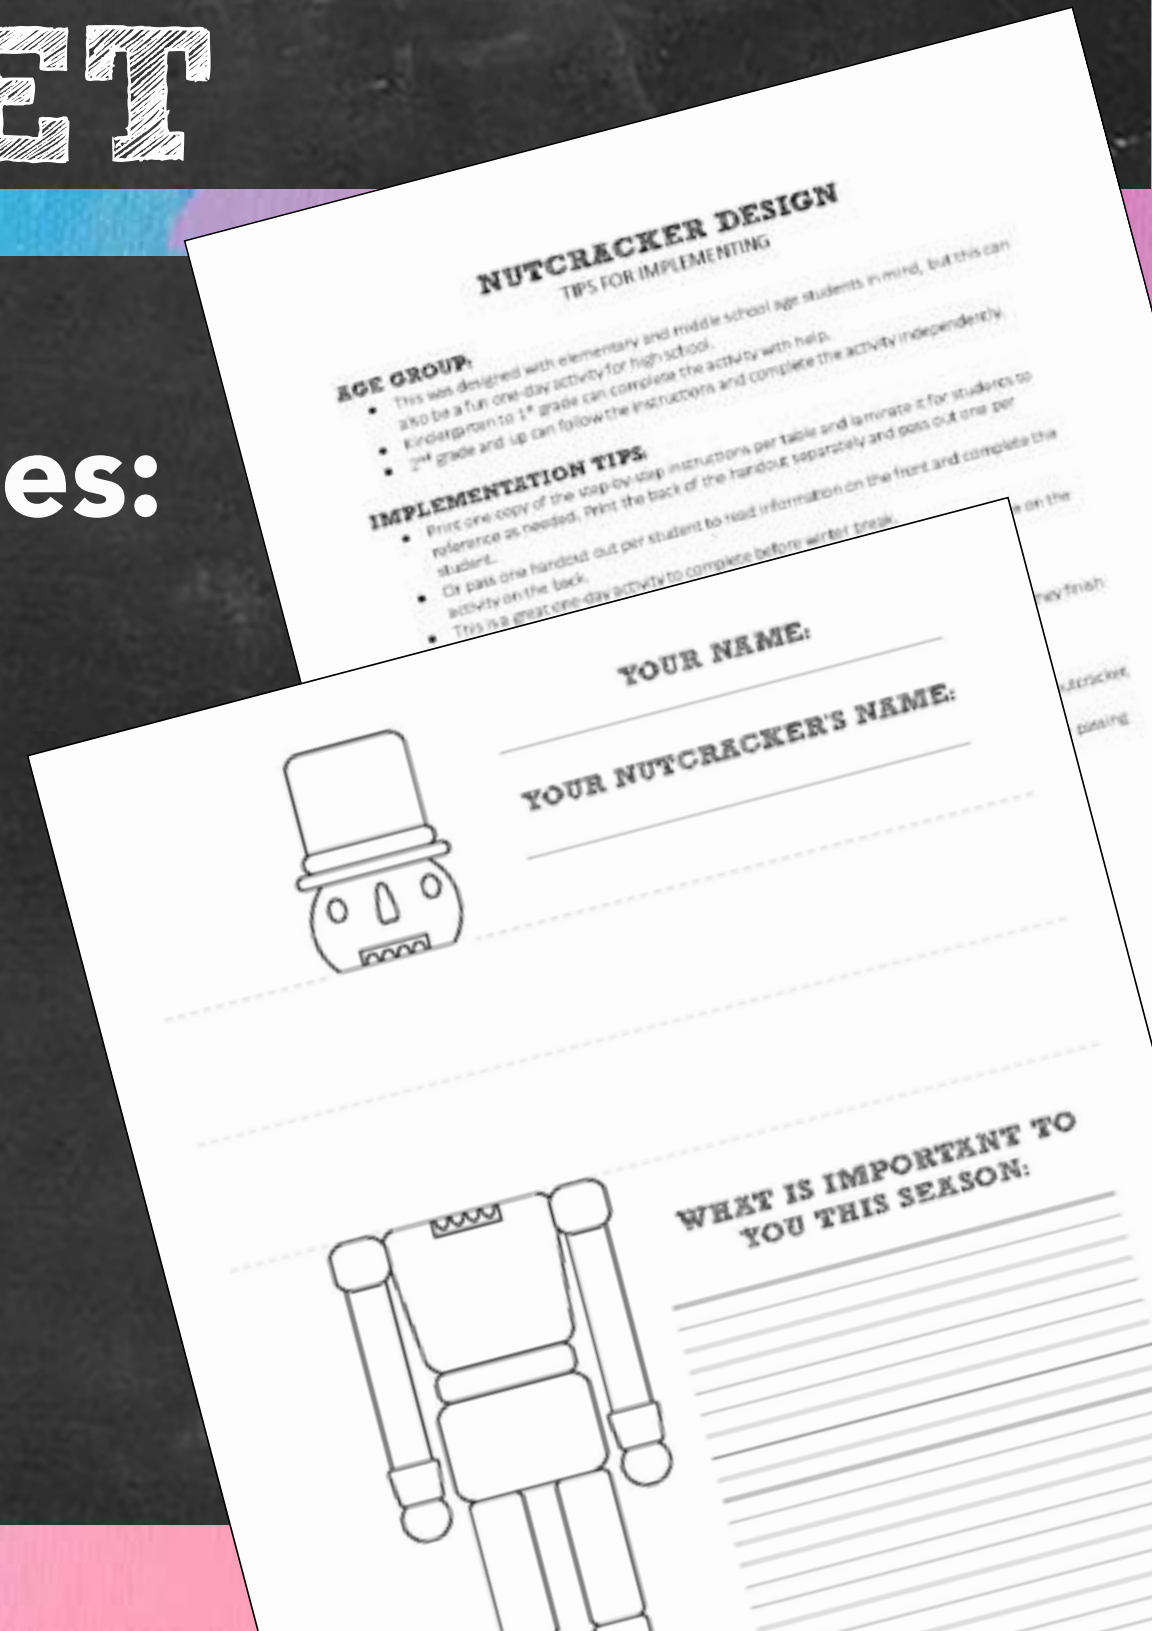 ET
es:
NUTCRACKER DESIGN
TIPS FOR IMPLEMENTING
AGE GROUP:
• This was designed with elementary and middle school age students in mind, but this can
also be a fun one-day activity for high school.
• Kindergarten to 1st grade can complete the activity with help.
• 2nd grade and up can follow the instructions and complete the activity independently.
IMPLEMENTATION TIPS:
• Print one copy of the step-by-step instructions per table and laminate it for students to
reference as needed. Print the back of the handout separately and pass out one per
student.
• Or pass one handout out per student to read information on the front and complete the
activity on the back.
• This is a great one-day activity to complete before winter break.
e on the
hey finish
utcracker,
passing
YOUR NAME:
YOUR NUTCRACKER'S NAME:
WHAT IS IMPORTANT TO
YOU THIS SEASON: